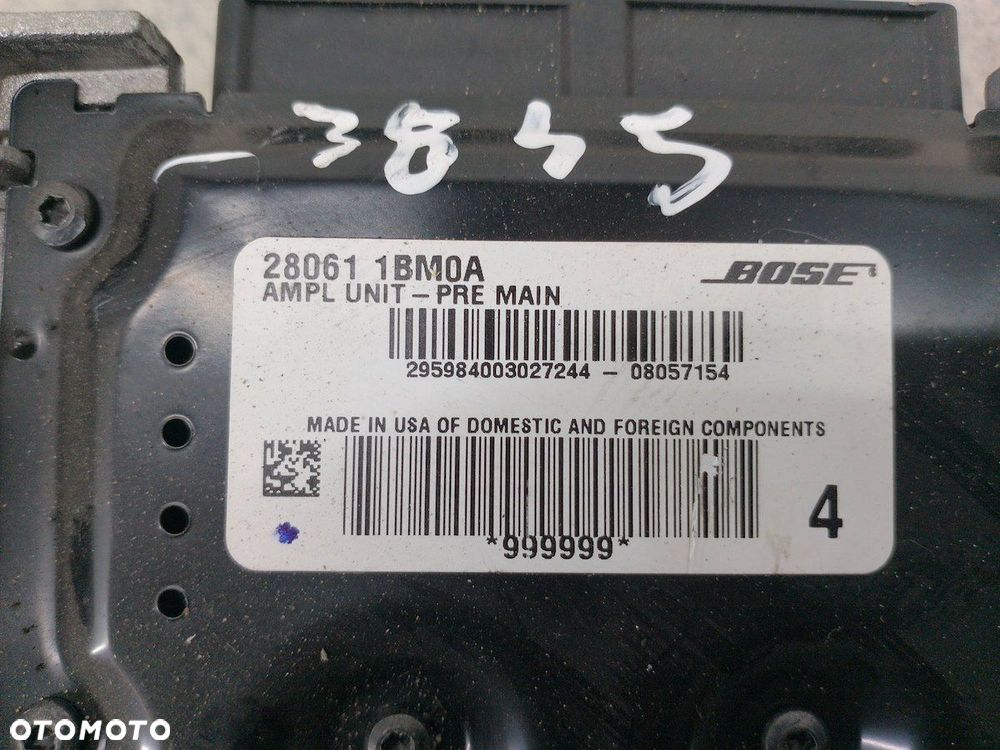 3845
28061 1BM0A
BOSE
AMPL UNIT – PRE MAIN
295984003027244 – 08057154
MADE IN USA OF DOMESTIC AND FOREIGN COMPONENTS
4
*999999*
OTOMOTO